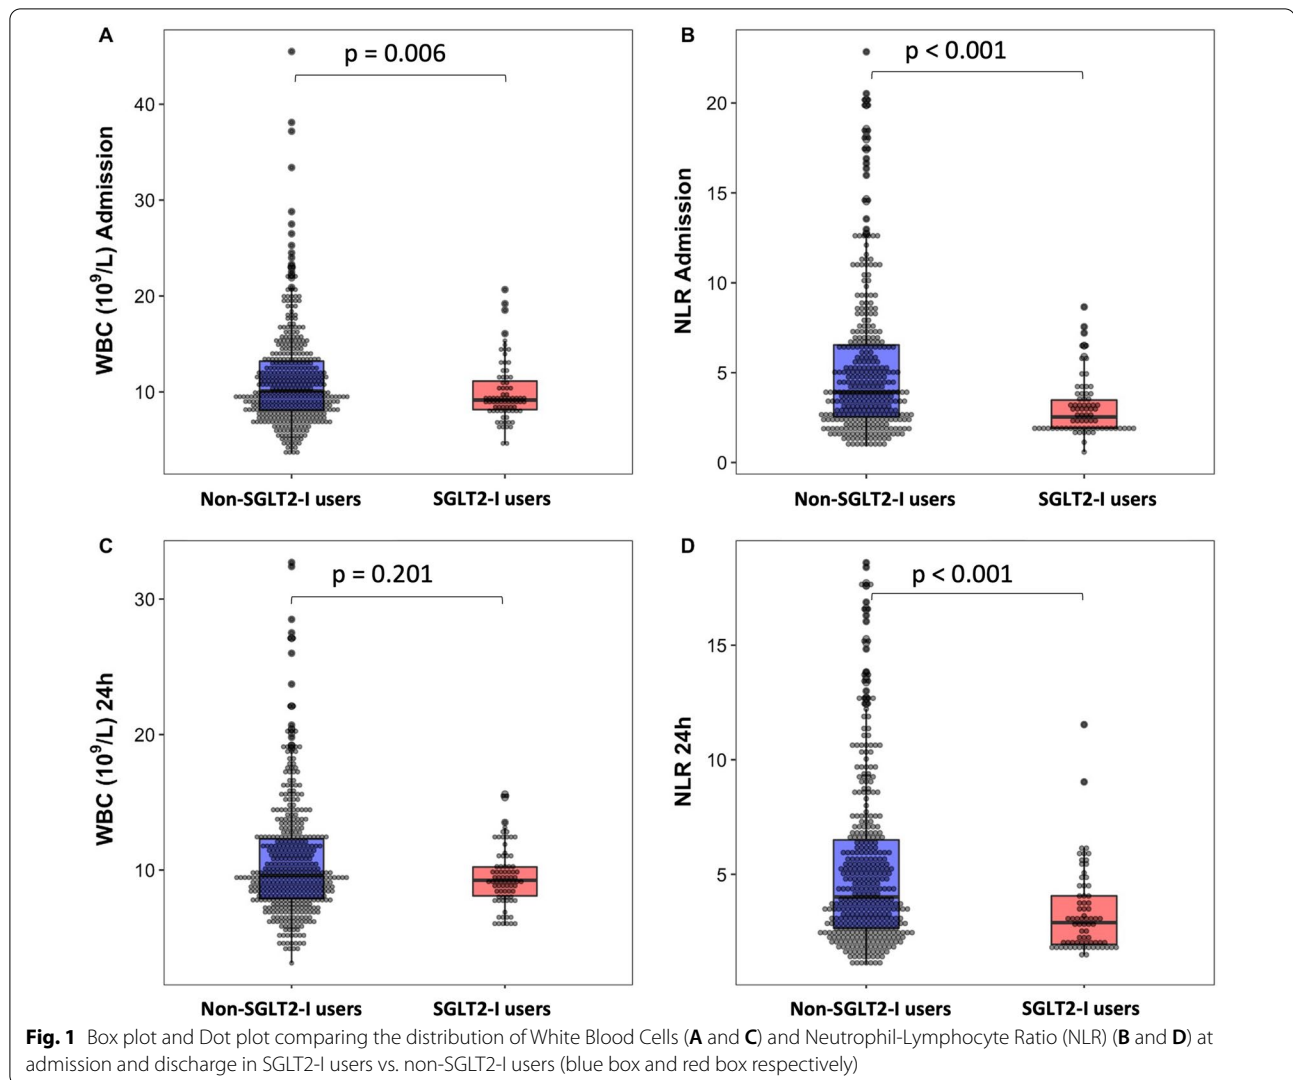 A
p = 0.006
WBC (10⁹/L) Admission
40
30
20
10
Non-SGLT2-I users
SGLT2-I users
B
p < 0.001
NLR Admission
20
15
10
5
0
Non-SGLT2-I users
SGLT2-I users
C
p = 0.201
WBC (10⁹/L) 24h
30
20
10
Non-SGLT2-I users
SGLT2-I users
D
p < 0.001
NLR 24h
15
10
5
Non-SGLT2-I users
SGLT2-I users
Fig. 1 Box plot and Dot plot comparing the distribution of White Blood Cells (A and C) and Neutrophil-Lymphocyte Ratio (NLR) (B and D) at
admission and discharge in SGLT2-I users vs. non-SGLT2-I users (blue box and red box respectively)